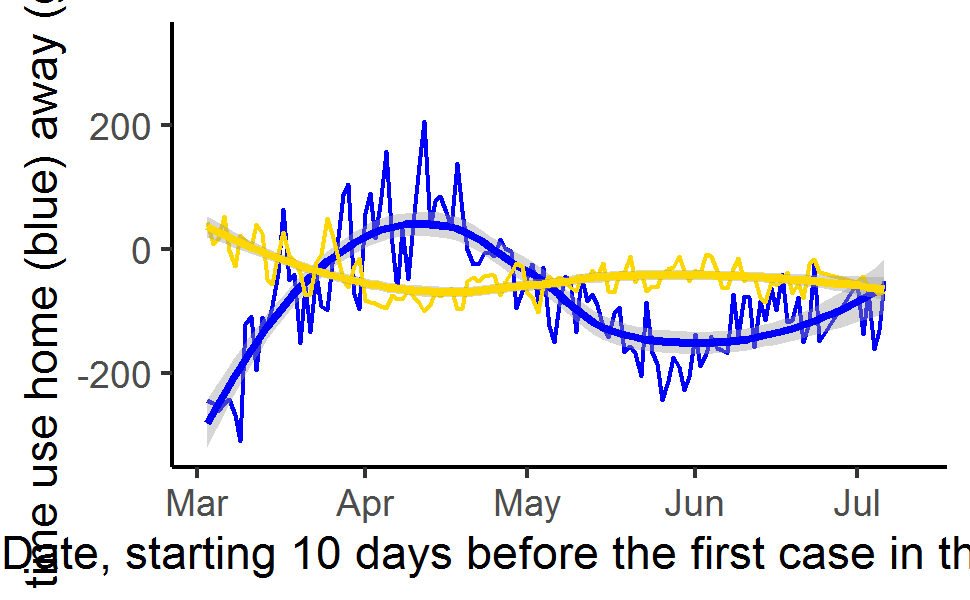 time use home (blue) away (
200
0
-200
Mar Apr May Jun Jul
Date, starting 10 days before the first case in th